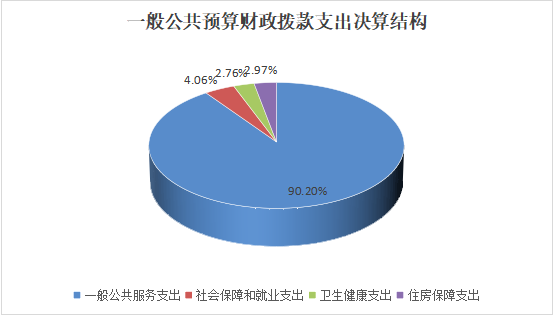 一般公共预算财政拨款支出决算结构
4.06%
2.76%
2.97%
90.20%
一般公共服务支出 社会保障和就业支出 卫生健康支出 住房保障支出